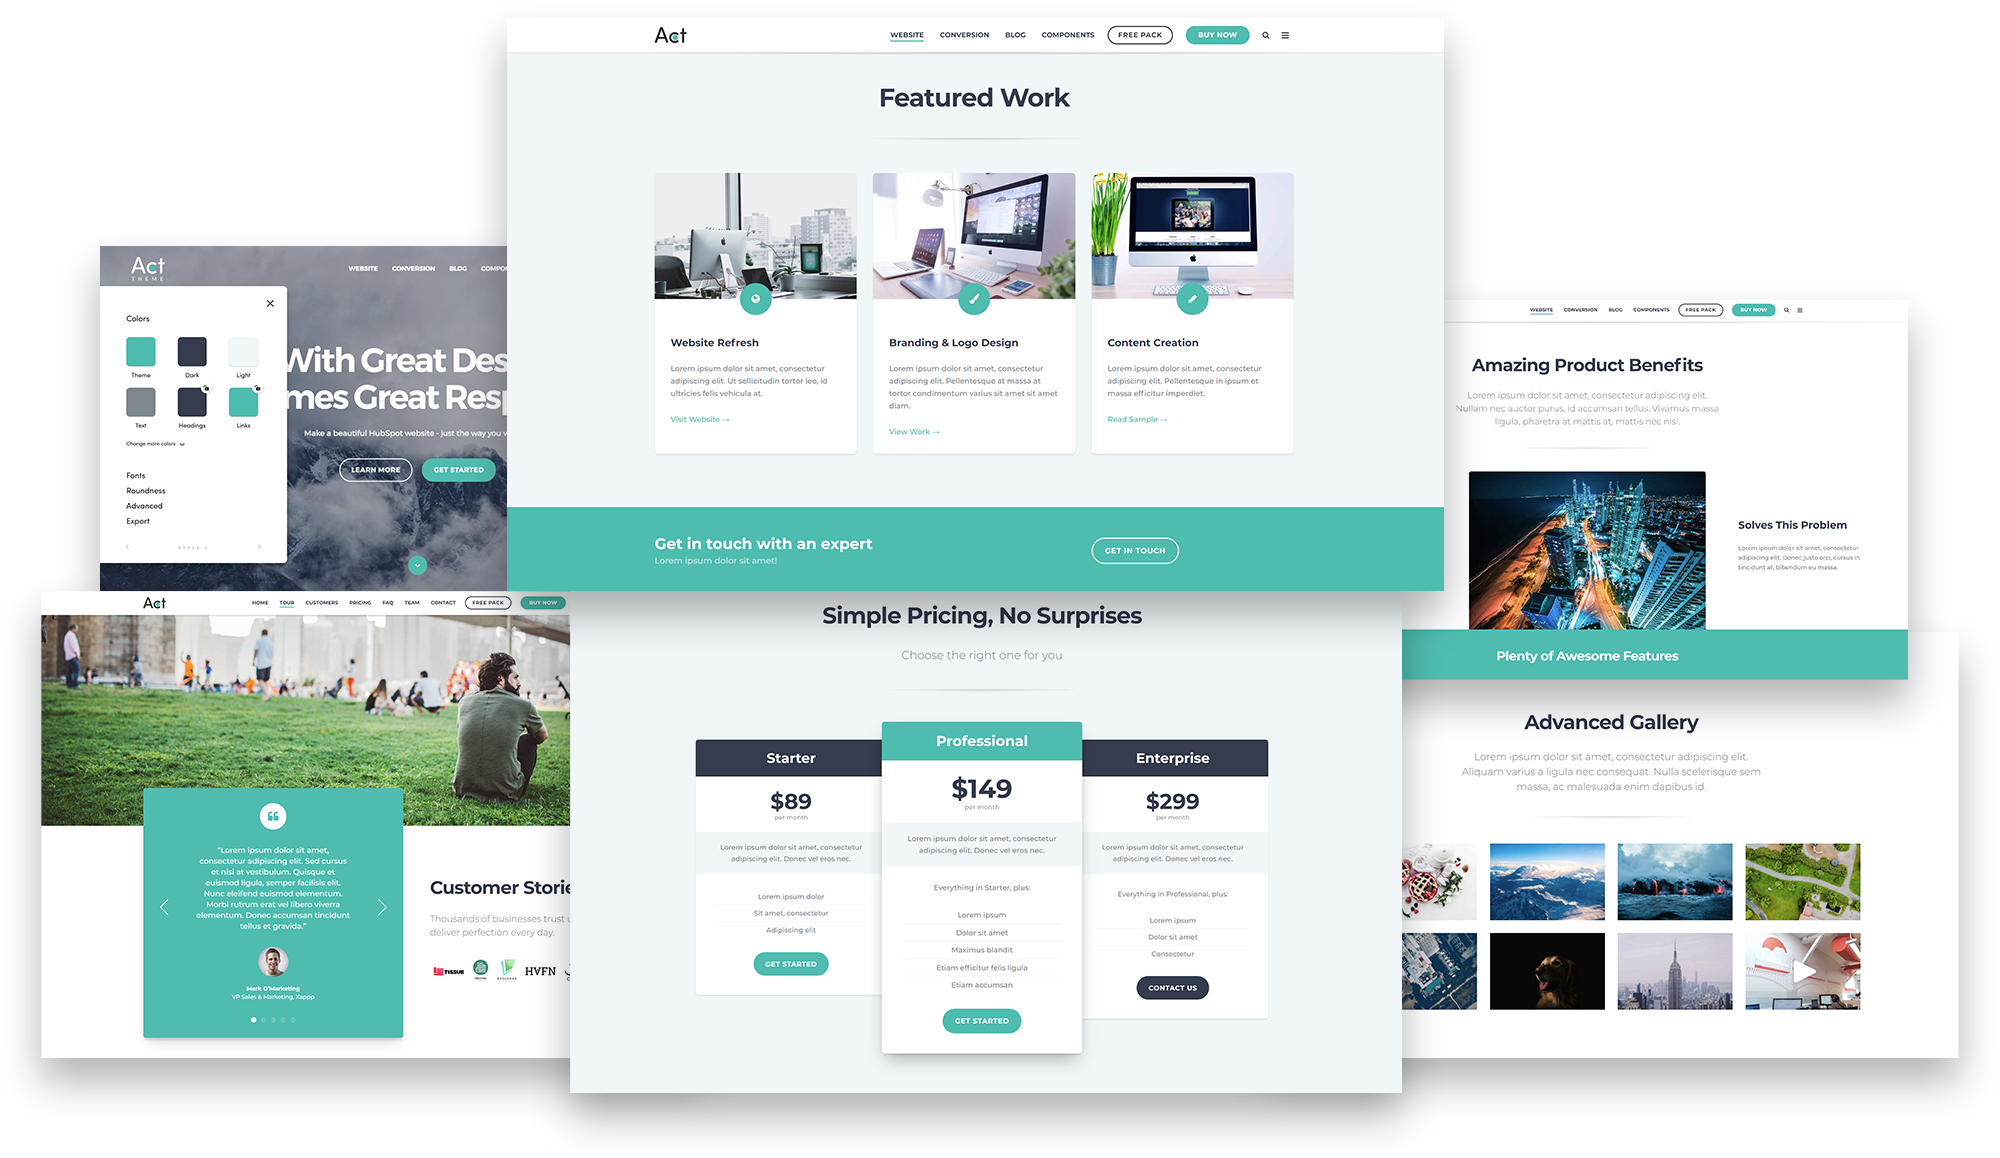 Act
WEBSITE CONVERSION BLOG COMPONENTS FREE PACK BUY NOW
Featured Work
Website Refresh
Lorem ipsum dolor sit amet, consectetur
adipiscing elit. Ut sollicitudin tortor leo, id
ultricies felis vehicula at.
Visit Website →
Branding & Logo Design
Lorem ipsum dolor sit amet, consectetur
adipiscing elit. Pellentesque at massa at
tortor condimentum varius sit amet sit amet
diam.
View Work →
Content Creation
Lorem ipsum dolor sit amet, consectetur
adipiscing elit. Pellentesque in ipsum et
massa efficitur imperdiet.
Read Sample →
Get in touch with an expert
Lorem ipsum dolor sit amet!
GET IN TOUCH
Act
THEME
WEBSITE CONVERSION BLOG COMPO
Colors
Theme Dark Light
Text Headings Links
Change more colors
Fonts
Roundness
Advanced
Export
STYLE 1
With Great Des
mes Great Resp
Make a beautiful HubSpot website - just the way you w
LEARN MORE GET STARTED
WEBSITE CONVERSION BLOG COMPONENTS FREE PACK BUY NOW
Amazing Product Benefits
Lorem ipsum dolor sit amet, consectetur adipiscing elit.
Nullam nec auctor purus, id accumsan tellus. Vivamus massa
ligula, pharetra at mattis at, mattis nec nisl.
Solves This Problem
Lorem ipsum dolor sit amet, consectetur
adipiscing elit. Donec justo orci, cursus in
tincidunt at, bibendum eu massa.
Plenty of Awesome Features
Act
HOME TOUR CUSTOMERS PRICING FAQ TEAM CONTACT FREE PACK BUY NOW
"Lorem ipsum dolor sit amet,
consectetur adipiscing elit. Sed cursus
et nisi at vestibulum. Quisque et
euismod ligula, semper facilisis elit.
Nunc eleifend euismod elementum.
Morbi rutrum erat vel libero viverra
elementum. Donec accumsan tincidunt
tellus et gravida."
Mark O'Marketing
VP Sales & Marketing, Xappp
Customer Storie
Thousands of businesses trust u
deliver perfection every day.
TISSUE
HVFN
Simple Pricing, No Surprises
Choose the right one for you
Starter
$89
per month
Lorem ipsum dolor sit amet, consectetur
adipiscing elit. Donec vel eros nec.
Lorem ipsum dolor
Sit amet, consectetur
Adipiscing elit
GET STARTED
Professional
$149
per month
Lorem ipsum dolor sit amet, consectetur
adipiscing elit. Donec vel eros nec.
Everything in Starter, plus:
Lorem ipsum
Dolor sit amet
Maximus blandit
Etiam efficitur felis ligula
Etiam accumsan
GET STARTED
Enterprise
$299
per month
Lorem ipsum dolor sit amet, consectetur
adipiscing elit. Donec vel eros nec.
Everything in Professional, plus:
Lorem ipsum
Dolor sit amet
Consectetur
CONTACT US
Advanced Gallery
Lorem ipsum dolor sit amet, consectetur adipiscing elit.
Aliquam varius a ligula nec consequat. Nulla scelerisque sem
massa, ac malesuada enim dapibus id.